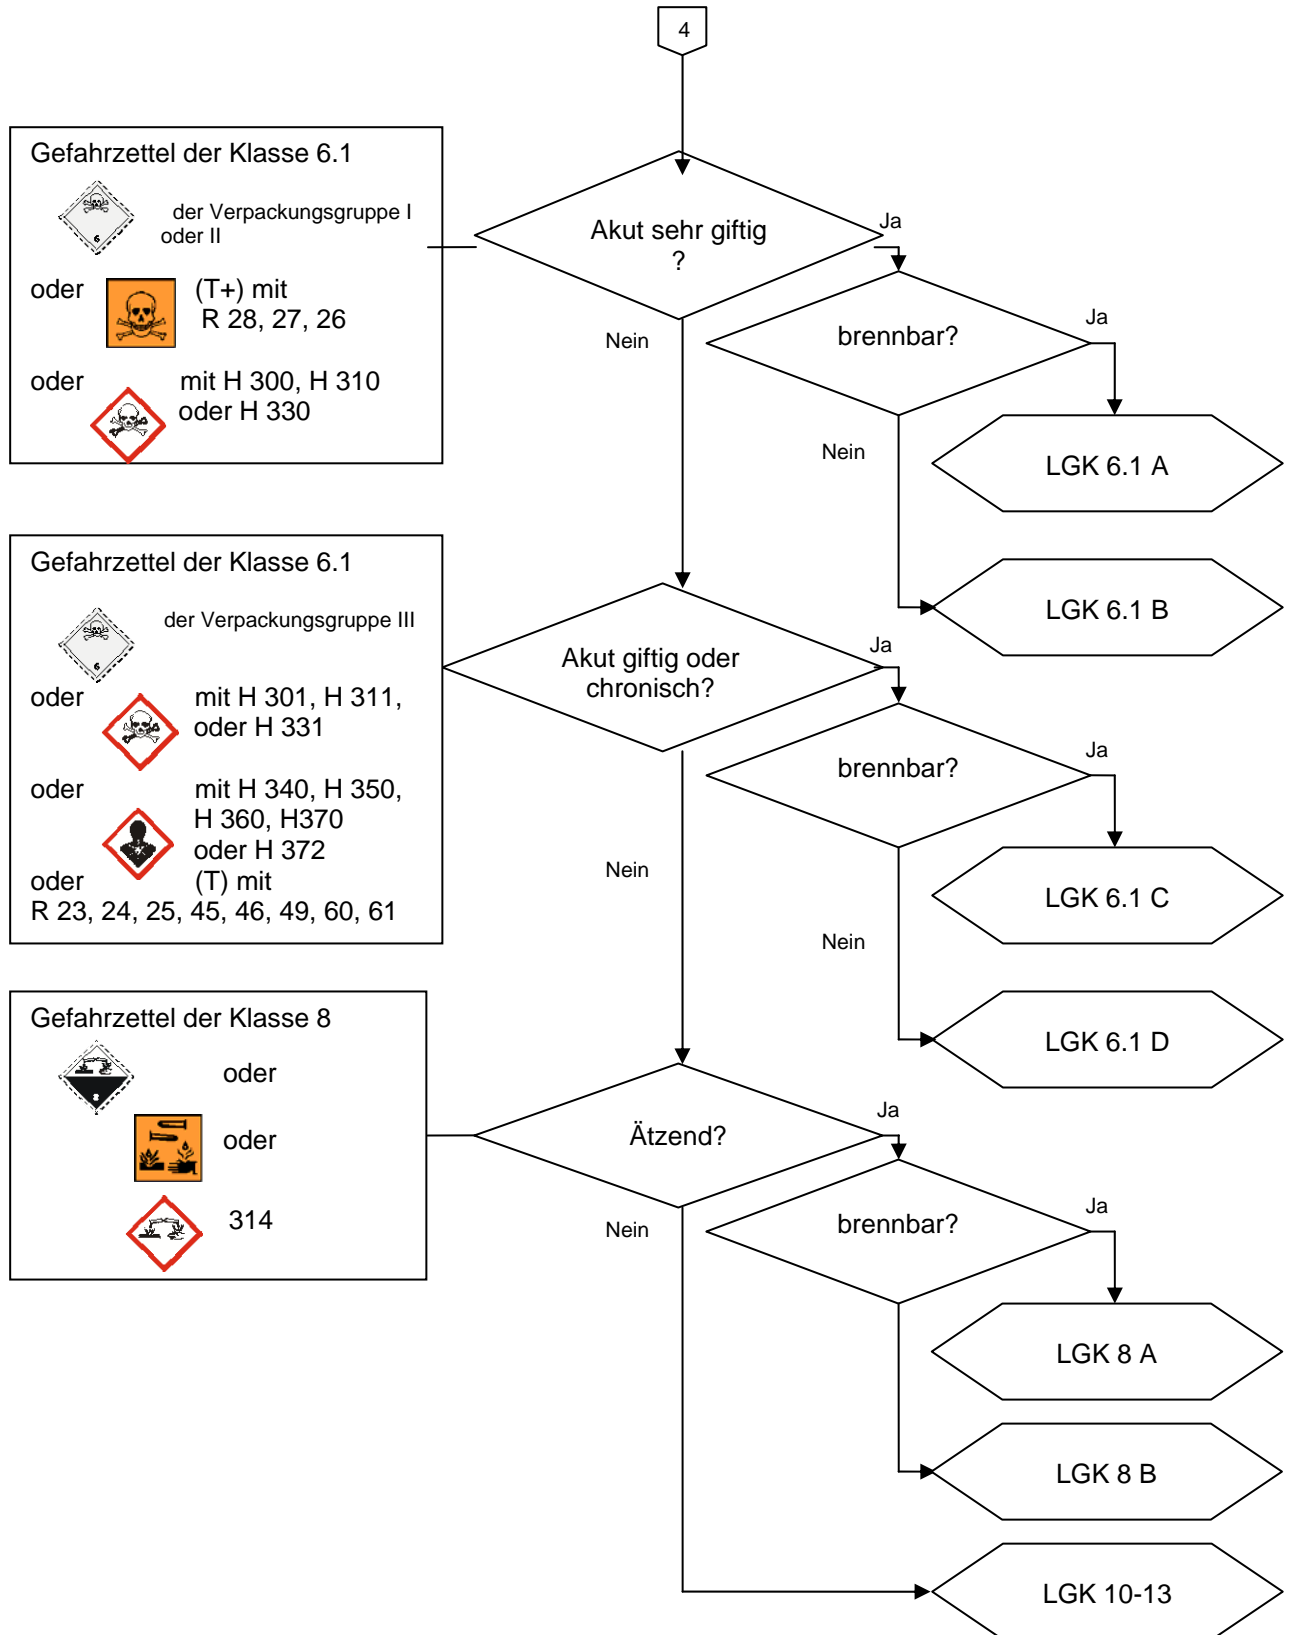 4
Gefahrzettel der Klasse 6.1
6
der Verpackungsgruppe I
oder II
oder
(T+) mit
R 28, 27, 26
oder
mit H 300, H 310
oder H 330
Akut sehr giftig
?
Ja
Nein
brennbar?
Ja
Nein
LGK 6.1 A
LGK 6.1 B
Gefahrzettel der Klasse 6.1
6
der Verpackungsgruppe III
oder
mit H 301, H 311,
oder H 331
oder
mit H 340, H 350,
H 360, H370
oder H 372
oder
(T) mit
R 23, 24, 25, 45, 46, 49, 60, 61
Akut giftig oder
chronisch?
Ja
Nein
brennbar?
Ja
Nein
LGK 6.1 C
LGK 6.1 D
Gefahrzettel der Klasse 8
8
oder
oder
314
Ätzend?
Ja
Nein
brennbar?
Ja
LGK 8 A
LGK 8 B
LGK 10-13